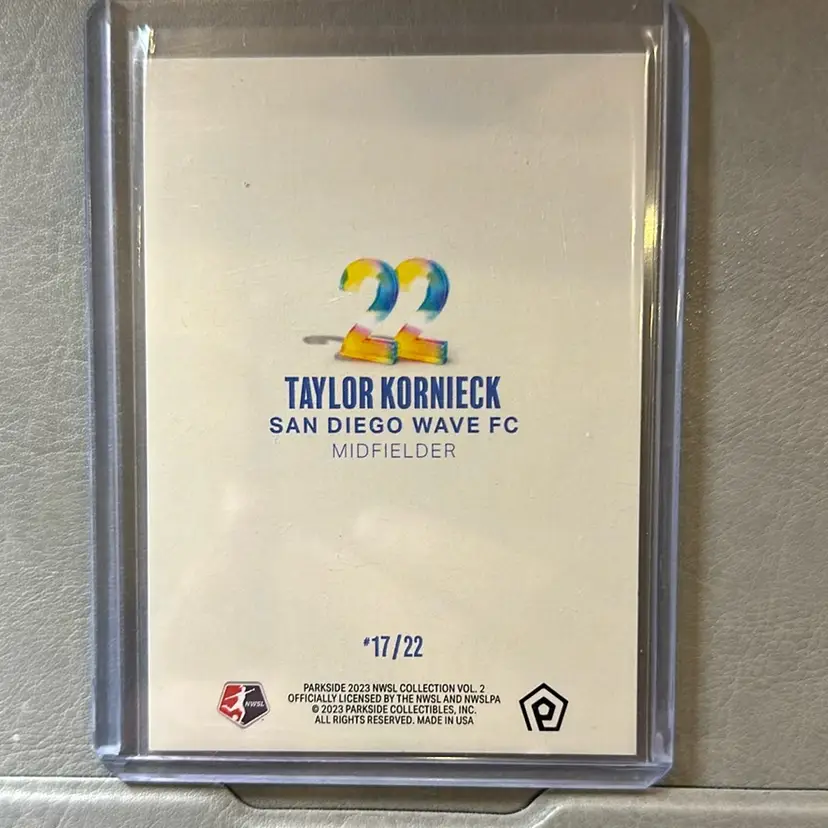 22
TAYLOR KORNIECK
SAN DIEGO WAVE FC
MIDFIELDER
#17/22
NWSL
PARKSIDE 2023 NWSL COLLECTION VOL. 2
OFFICIALLY LICENSED BY THE NWSL AND NWSLPA
© 2023 PARKSIDE COLLECTIBLES, INC.
ALL RIGHTS RESERVED. MADE IN USA